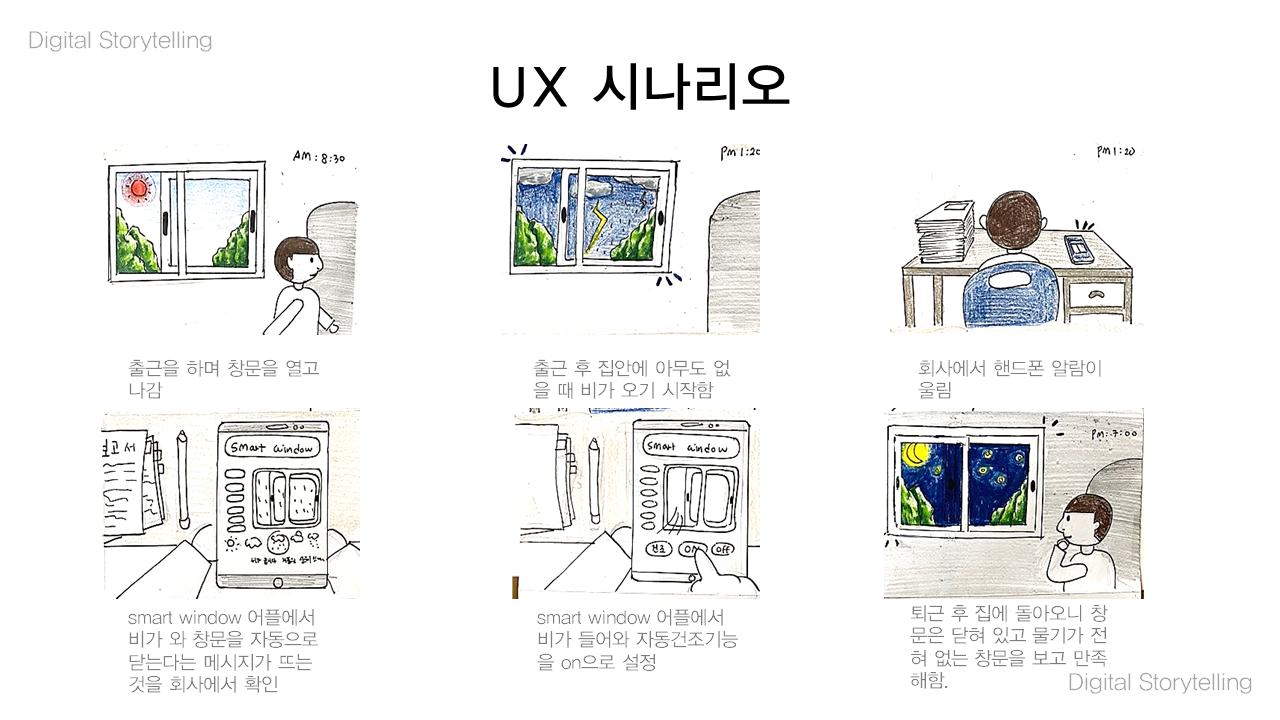 Digital Storytelling
UX 시나리오
AM : 8:30
출근을 하며 창문을 열고
나감
Pm 1:20
출근 후 집안에 아무도 없
을 때 비가 오기 시작함
Pm 1:20
회사에서 핸드폰 알람이
울림
고서
Smart window
smart window 어플에서
비가 와 창문을 자동으로
닫는다는 메시지가 뜨는
것을 회사에서 확인
Smart window
건조 ON OFF
smart window 어플에서
비가 들어와 자동건조기능
을 on으로 설정
Pm: 7:00
퇴근 후 집에 돌아오니 창
문은 닫혀 있고 물기가 전
혀 없는 창문을 보고 만족
해함.
Digital Storytelling